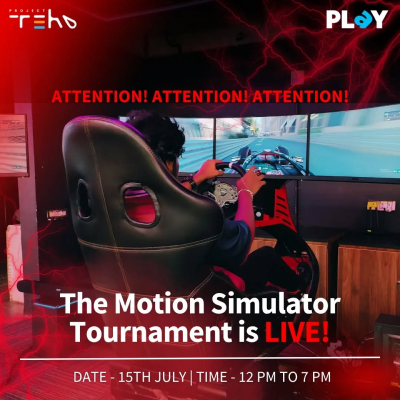 PROJECT
TEHO
PLAY
ATTENTION! ATTENTION! ATTENTION!
The Motion Simulator
Tournament is LIVE!
DATE - 15TH JULY | TIME - 12 PM TO 7 PM